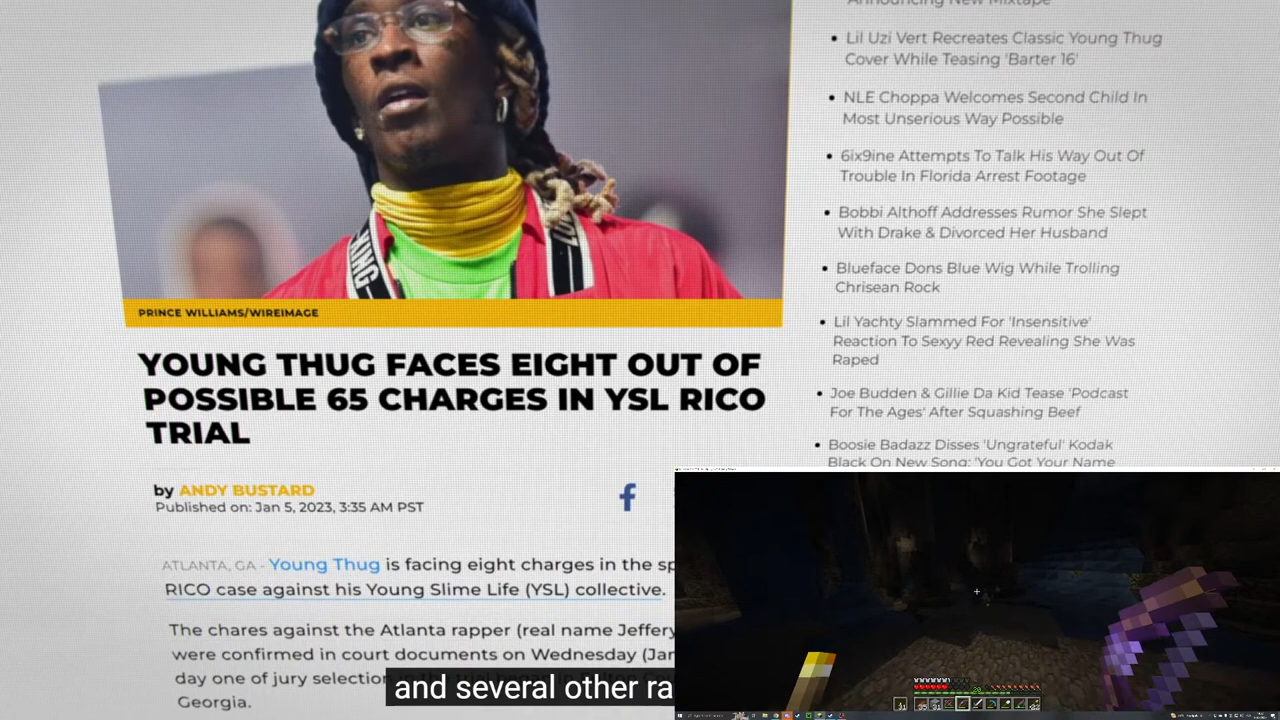 Announcing New Mixtape
Lil Uzi Vert Recreates Classic Young Thug
Cover While Teasing 'Barter 16'
NLE Choppa Welcomes Second Child In
Most Unserious Way Possible
6ix9ine Attempts To Talk His Way Out Of
Trouble In Florida Arrest Footage
Bobbi Althoff Addresses Rumor She Slept
With Drake & Divorced Her Husband
Blueface Dons Blue Wig While Trolling
Chrisean Rock
Lil Yachty Slammed For 'Insensitive'
Reaction To Sexyy Red Revealing She Was
Raped
Joe Budden & Gillie Da Kid Tease 'Podcast
For The Ages' After Squashing Beef
Boosie Badazz Disses 'Ungrateful' Kodak
Black On New Song: 'You Got Your Name
KING
PRINCE WILLIAMS/WIREIMAGE
YOUNG THUG FACES EIGHT OUT OF
POSSIBLE 65 CHARGES IN YSL RICO
TRIAL
by ANDY BUSTARD
Published on: Jan 5, 2023, 3:35 AM PST
f
ATLANTA, GA - Young Thug is facing eight charges in the sp
RICO case against his Young Slime Life (YSL) collective.
The chares against the Atlanta rapper (real name Jeffery
were confirmed in court documents on Wednesday (Jan
day one of jury selection
Georgia.
and several other ra